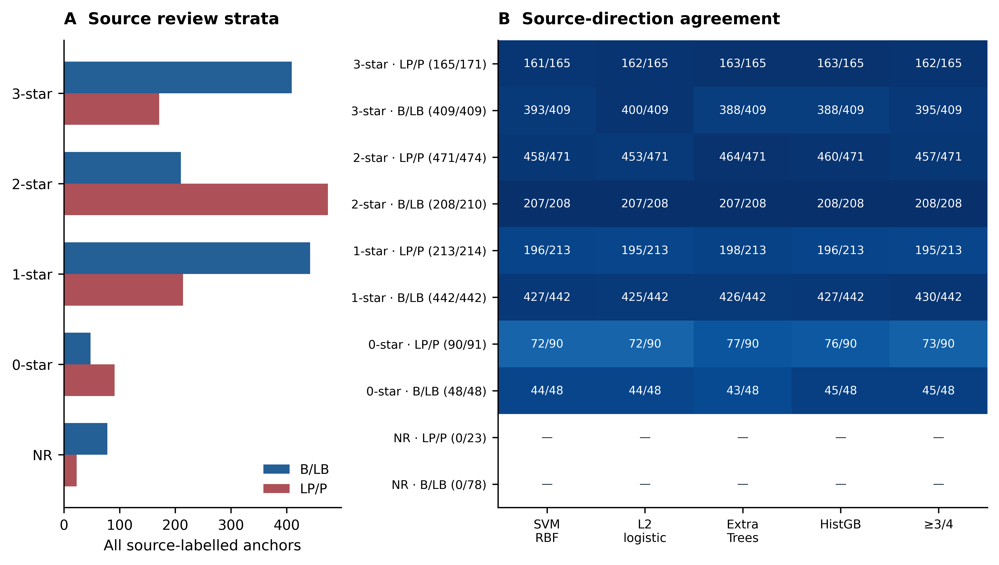 A Source review strata
3-star
2-star
1-star
0-star
NR
B/LB
LP/P
0 100 200 300 400
All source-labelled anchors
B Source-direction agreement
3-star · LP/P (165/171) 161/165 162/165 163/165 163/165 162/165
3-star · B/LB (409/409) 393/409 400/409 388/409 388/409 395/409
2-star · LP/P (471/474) 458/471 453/471 464/471 460/471 457/471
2-star · B/LB (208/210) 207/208 207/208 207/208 208/208 208/208
1-star · LP/P (213/214) 196/213 195/213 198/213 196/213 195/213
1-star · B/LB (442/442) 427/442 425/442 426/442 427/442 430/442
0-star · LP/P (90/91) 72/90 72/90 77/90 76/90 73/90
0-star · B/LB (48/48) 44/48 44/48 43/48 45/48 45/48
NR · LP/P (0/23) — — — — —
NR · B/LB (0/78) — — — — —
SVM
RBF
L2
logistic
Extra
Trees
HistGB
≥3/4